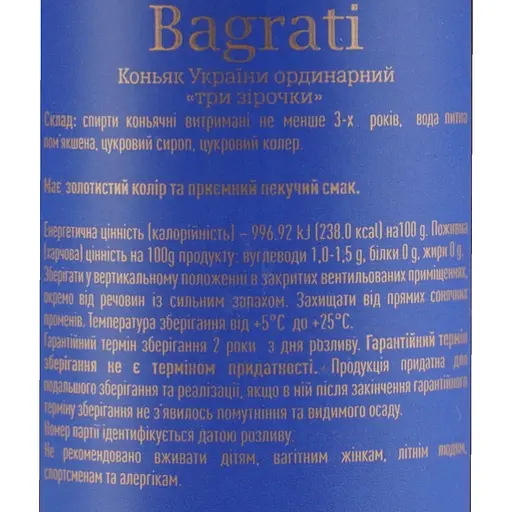 Bagrati
Коньяк України ординарний
«три зірочки»
Склад: спирти коньячні витримані не менше 3-х років, вода питна
пом'якшена, цукровий сироп, цукровий колер.
Має золотистий колір та приємний пекучий смак.
Енергетична цінність (калорійність) – 996.92 kJ (238.0 kcal) на100 g. Поживна
(харчова) цінність на 100g продукту: вуглеводи 1,0-1,5 g, білки 0 g, жири 0 g.
Зберігати у вертикальному положенні в закритих вентильованих приміщеннях,
окремо від речовин із сильним запахом. Захищати від прямих сонячних
променів. Температура зберігання від +5°С до +25°С.
Гарантійний термін зберігання 2 роки з дня розливу. Гарантійний термін
зберігання не є терміном придатності. Продукція придатна для
подальшого зберігання та реалізації, якщо в ній після закінчення гарантійного
терміну зберігання не з'явилось помутніння та видимого осаду.
Номер партії ідентифікується датою розливу.
Не рекомендовано вживати дітям, вагітним жінкам, літнім людям,
спортсменам та алергікам.